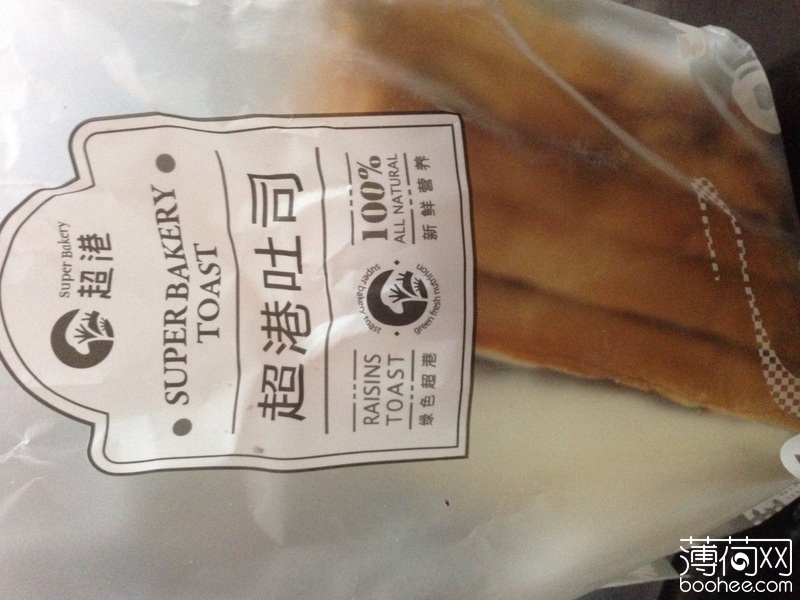 Super Bakery
超港
SUPER BAKERY
TOAST
超港吐司
RAISINS
TOAST
绿色超港
super bakery toast
green fresh nutrition
100%
ALL NATURAL
新鲜营养
薄荷网
boohee.com